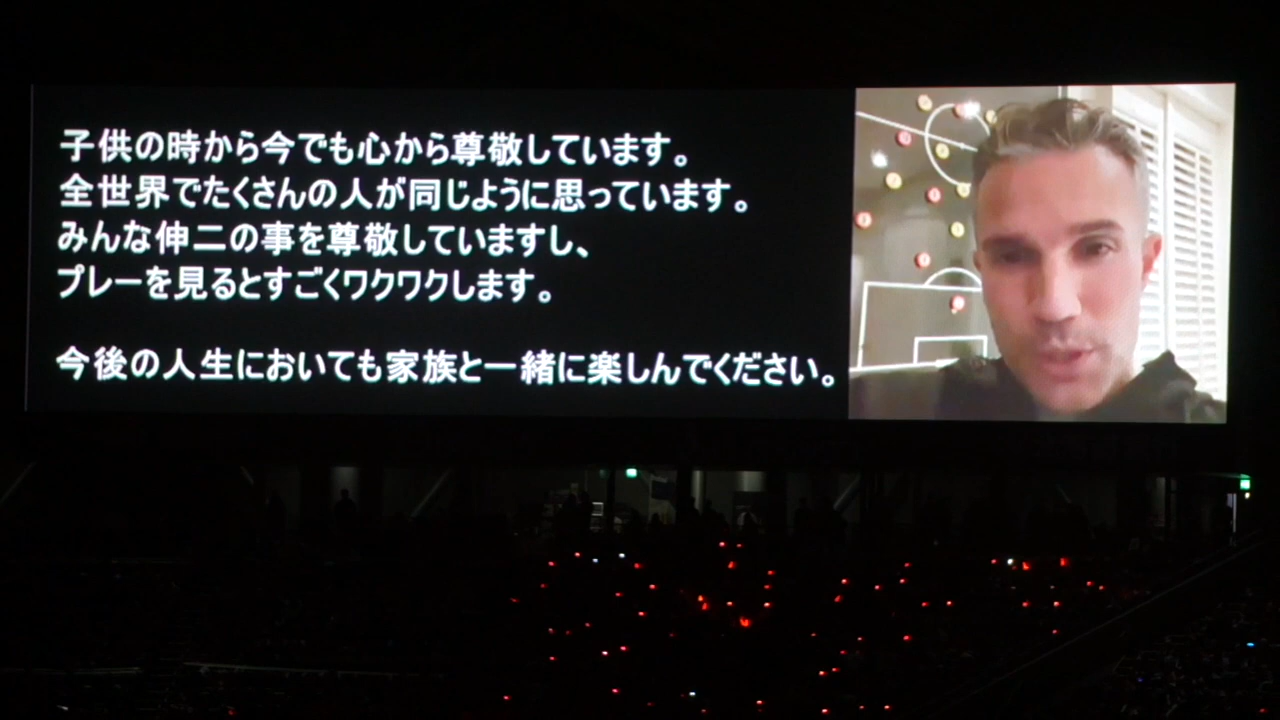 子供の時から今でも心から尊敬しています。
全世界でたくさんの人が同じように思っています。
みんな伸二の事を尊敬していますし、
プレーを見るとすごくワクワクします。
今後の人生においても家族と一緒に楽しんでください。